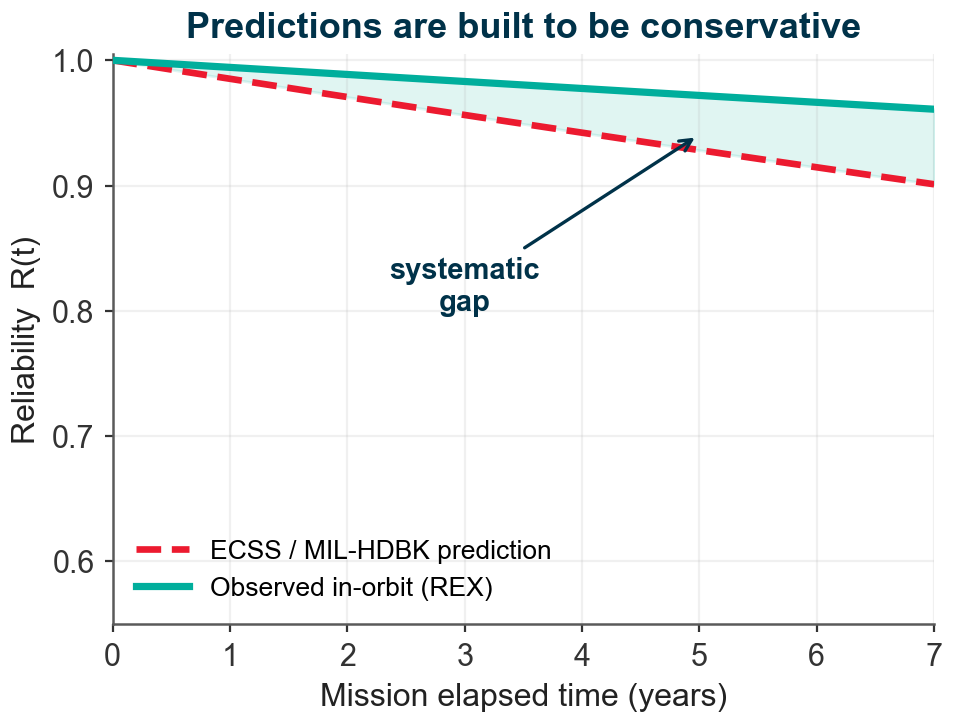 Predictions are built to be conservative
1.0
0.9
0.8
0.7
0.6
Reliability R(t)
systematic
gap
ECSS / MIL-HDBK prediction
Observed in-orbit (REX)
0 1 2 3 4 5 6 7
Mission elapsed time (years)